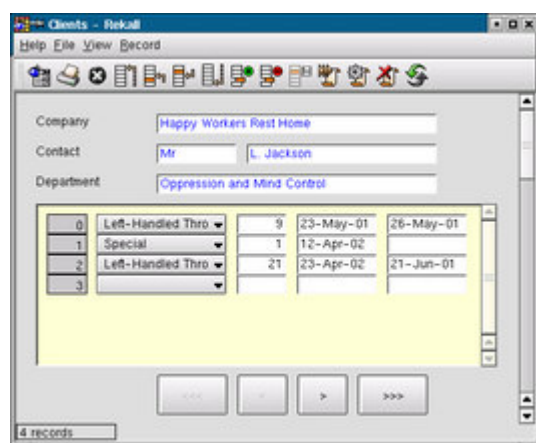 Clients - Rekall
Help File View Record
Company Happy Workers Rest Home
Contact Mr L. Jackson
Department Oppression and Mind Control
0 Left-Handled Thro 9 23-May-01 26-May-01
1 Special 1 12-Apr-02
2 Left-Handled Thro 21 23-Apr-02 21-Jun-01
3
<<< < > >>>
4 records